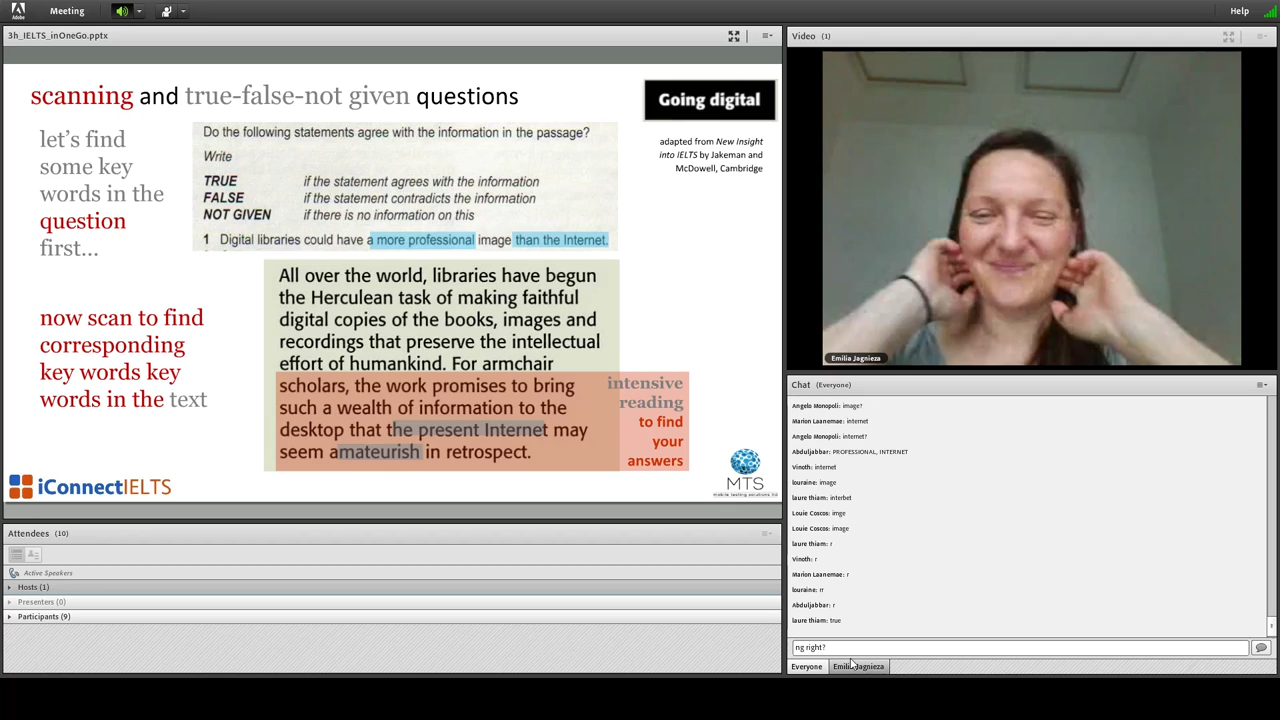 Adobe
Meeting
Help
3h_IELTS_inOneGo.pptx
scanning and true-false-not given questions
let's find
some key
words in the
question
first...
Do the following statements agree with the information in the passage?
Write
TRUE if the statement agrees with the information
FALSE if the statement contradicts the information
NOT GIVEN if there is no information on this
1 Digital libraries could have a more professional image than the Internet.
Going digital
adapted from New Insight
into IELTS by Jakeman and
McDowell, Cambridge
now scan to find
corresponding
key words key
words in the text
All over the world, libraries have begun
the Herculean task of making faithful
digital copies of the books, images and
recordings that preserve the intellectual
effort of humankind. For armchair
scholars, the work promises to bring
such a wealth of information to the
desktop that the present Internet may
seem amateurish in retrospect.
intensive
reading
to find
your
answers
iConnectIELTS
MTS
mobile testing solutions ltd
Attendees (10)
Active Speakers
Hosts (1)
Presenters (0)
Participants (9)
Video (1)
Emilia Jagnieza
Chat (Everyone)
Angelo Monopoli: image?
Marion Laanemae: internet
Angelo Monopoli: internet?
Abduljabbar: PROFESSIONAL, INTERNET
Vinoth: internet
louraine: image
laure thiam: interbet
Louie Coscos: imge
Louie Coscos: image
laure thiam: r
Vinoth: r
Marion Laanemae: r
louraine: rr
Abduljabbar: r
laure thiam: true
ng right?
Everyone
Emilia Jagnieza